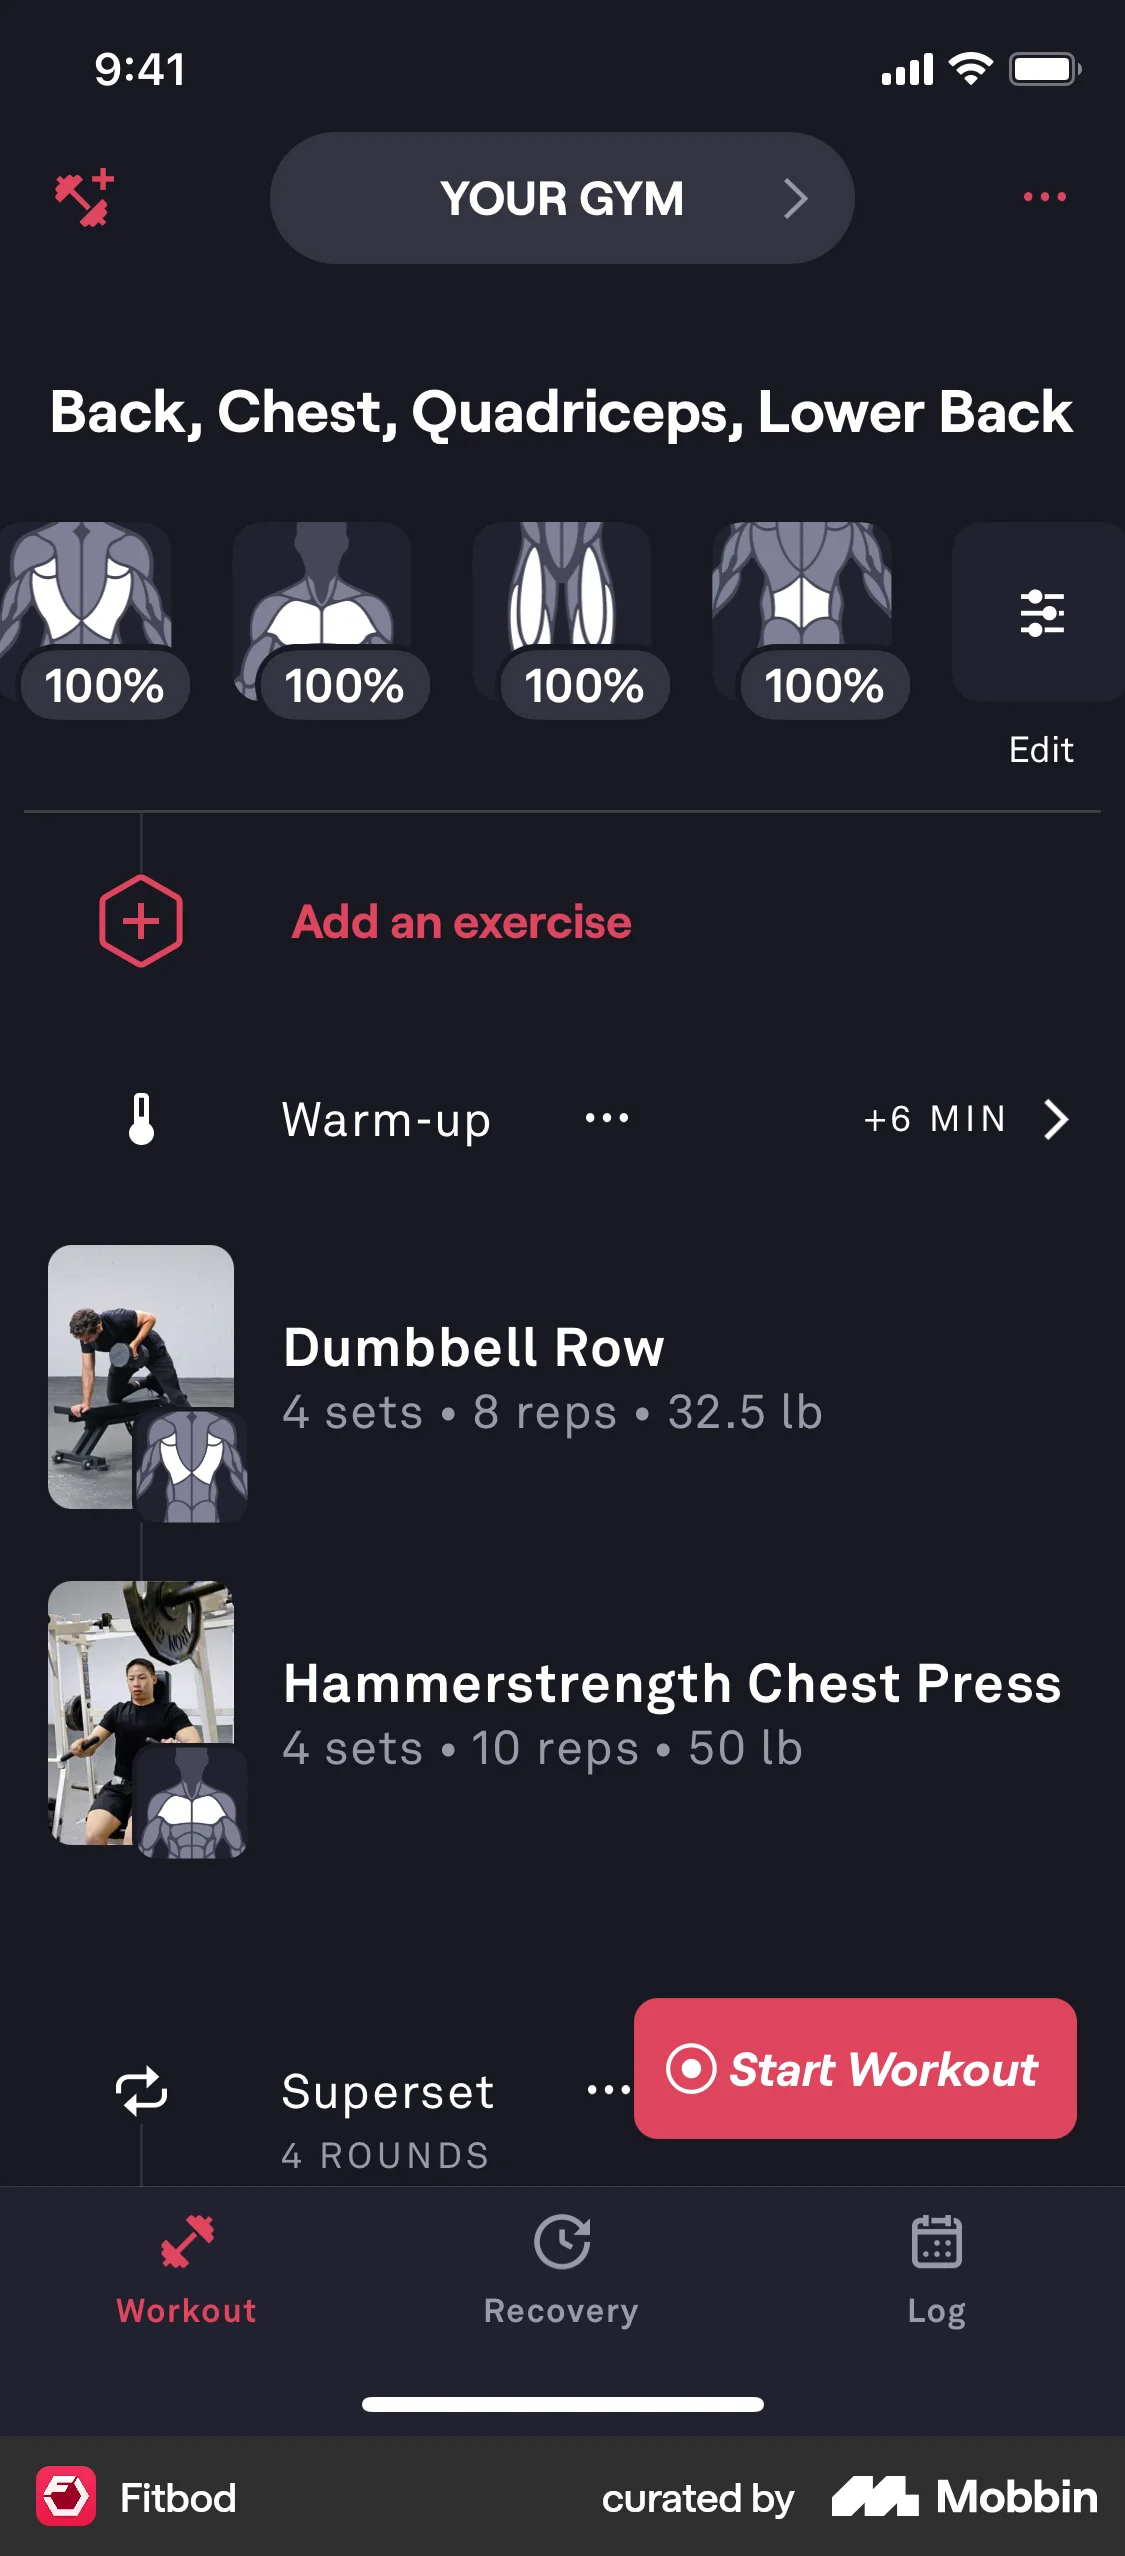 9:41
YOUR GYM
Back, Chest, Quadriceps, Lower Back
100%
100%
100%
100%
Edit
Add an exercise
Warm-up
+6 MIN
Dumbbell Row
4 sets • 8 reps • 32.5 lb
Hammerstrength Chest Press
4 sets • 10 reps • 50 lb
Superset
4 ROUNDS
Start Workout
Workout
Recovery
Log
Fitbod
curated by
Mobbin